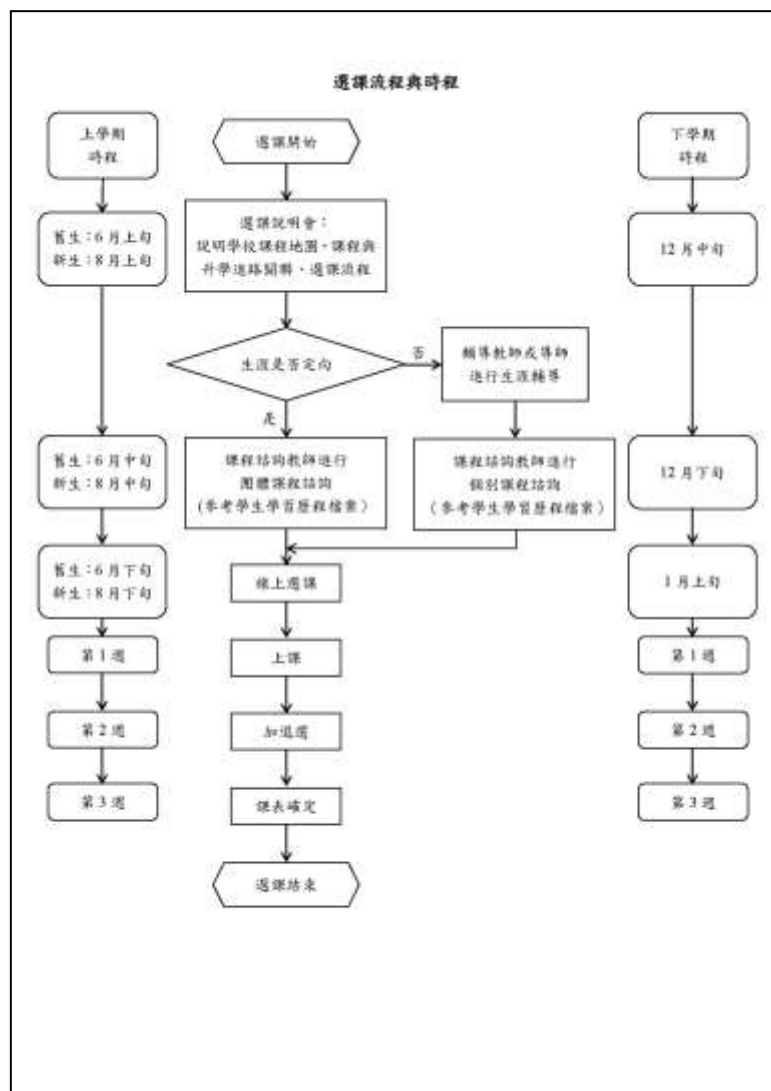 選課流程與時程
上學期
時程
選課開始
下學期
時程
舊生：6月上旬
新生：8月上旬
選課說明會：
說明學校課程地圖、課程與
升學進路關聯、選課流程
12月中旬
生涯是否定向
否
輔導教師或導師
進行生涯輔導
是
舊生：6月中旬
新生：8月中旬
課程諮詢教師進行
團體課程諮詢
(參考學生學習歷程檔案)
課程諮詢教師進行
個別課程諮詢
(參考學生學習歷程檔案)
12月下旬
舊生：6月下旬
新生：8月下旬
線上選課
1月上旬
第1週
上課
第1週
第2週
加退選
第2週
第3週
課表確定
第3週
選課結束